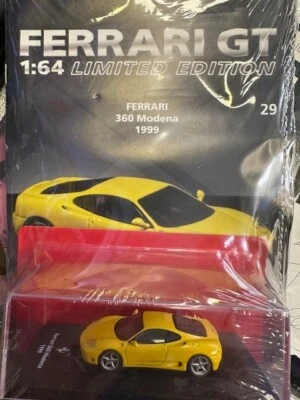 FERRARI GT
1:64 LIMITED EDITION
FERRARI
360 Modena
1999
29